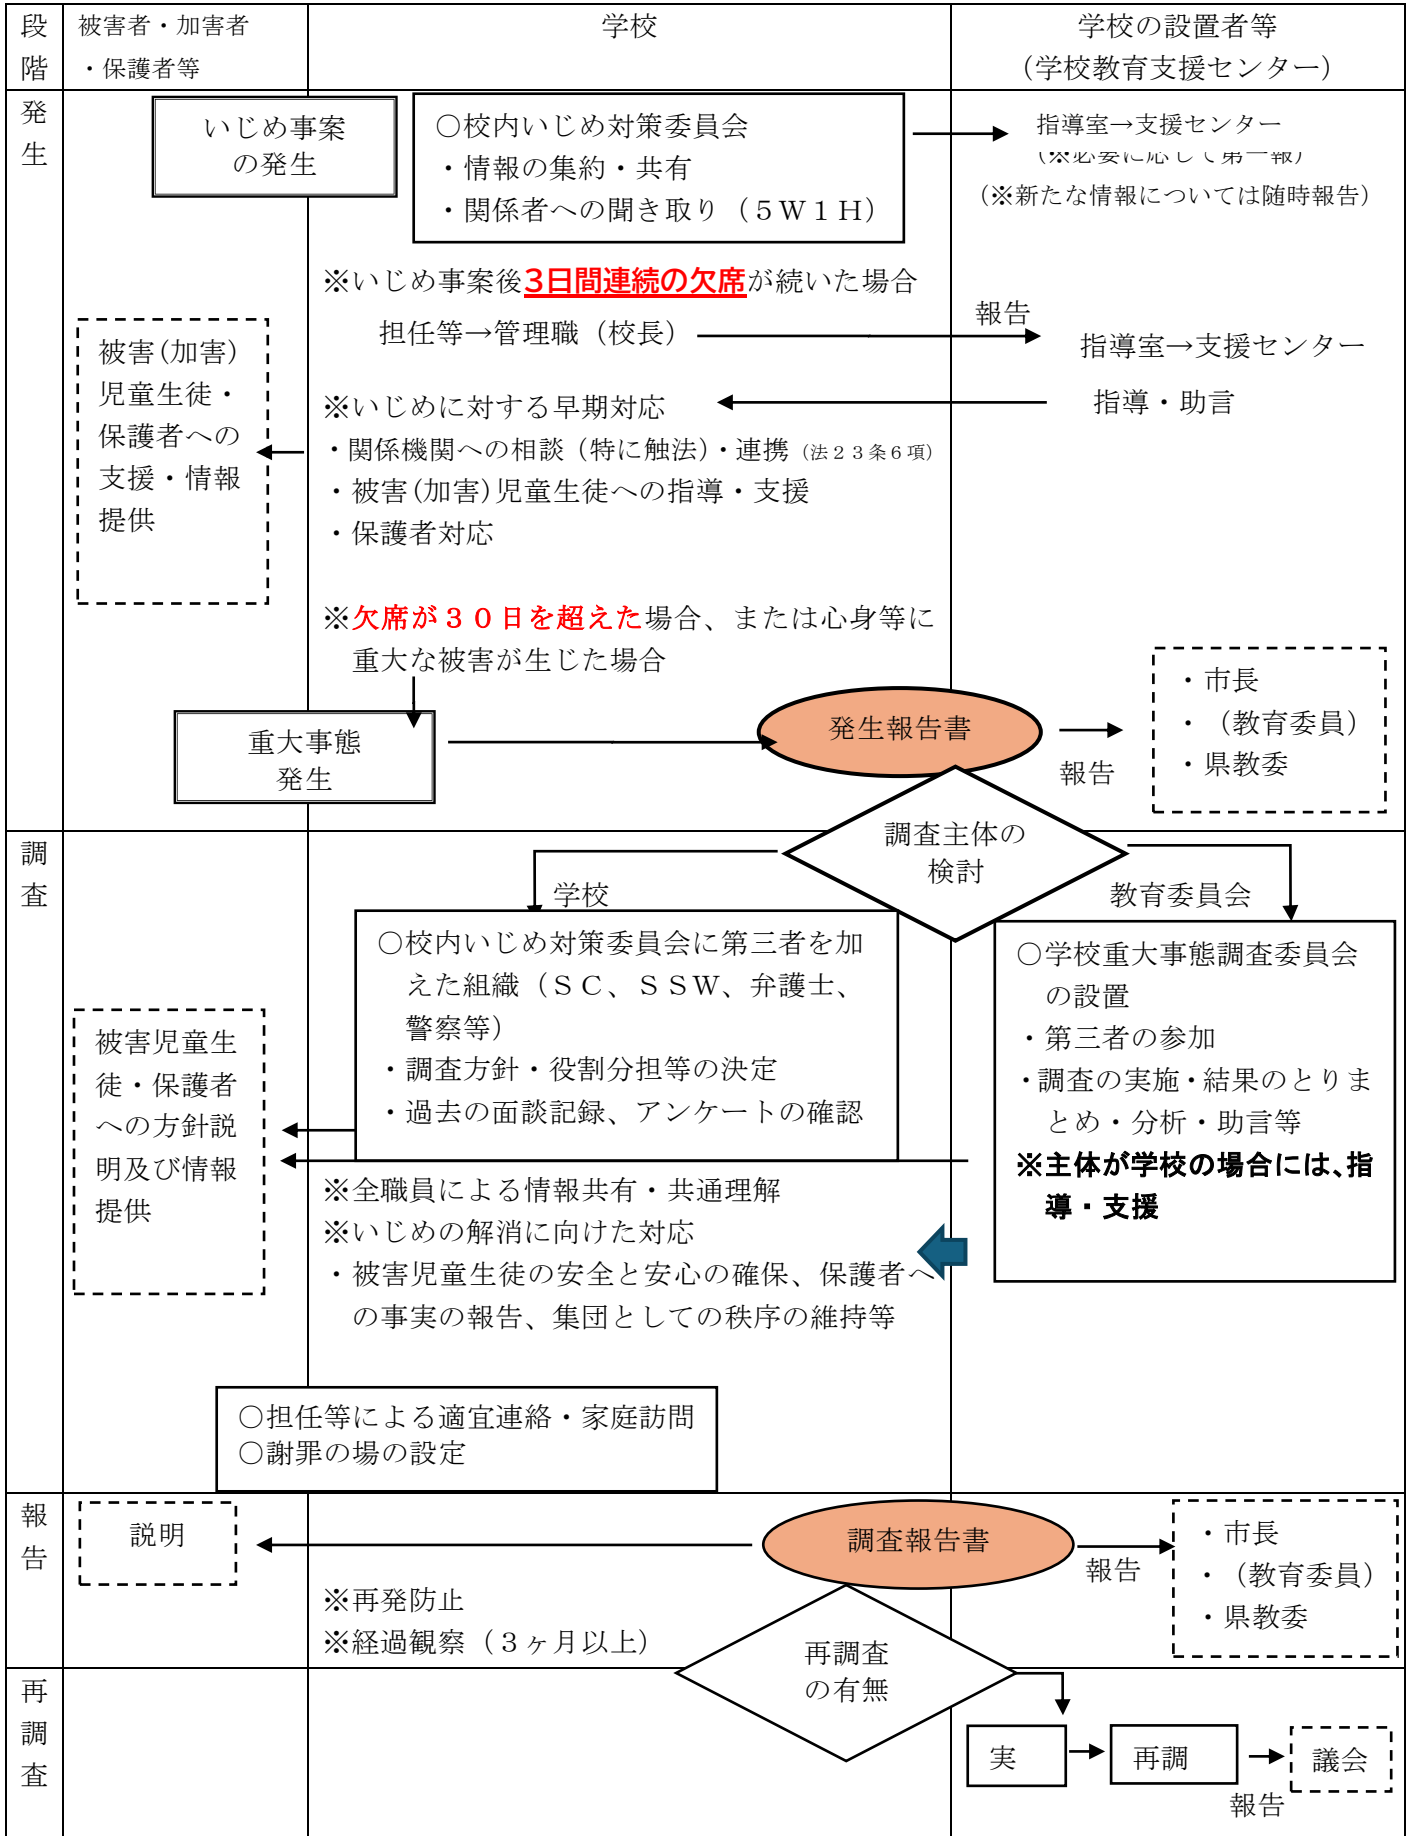 段階
被害者・加害者
・保護者等
学校
学校の設置者等
（学校教育支援センター）
発生
いじめ事案
の発生
○校内いじめ対策委員会
・情報の集約・共有
・関係者への聞き取り（５Ｗ１Ｈ）
指導室→支援センター
（※必要に応じて第一報）
（※新たな情報については随時報告）
※いじめ事案後3日間連続の欠席が続いた場合
担任等→管理職（校長）
報告
指導室→支援センター
指導・助言
被害(加害)
児童生徒・
保護者への
支援・情報
提供
※いじめに対する早期対応
・関係機関への相談（特に触法）・連携（法２３条６項）
・被害(加害)児童生徒への指導・支援
・保護者対応
※欠席が３０日を超えた場合、または心身等に
重大な被害が生じた場合
重大事態
発生
発生報告書
報告
・市長
・（教育委員）
・県教委
調査
調査主体の
検討
学校
教育委員会
○校内いじめ対策委員会に第三者を加
えた組織（ＳＣ、ＳＳＷ、弁護士、
警察等）
・調査方針・役割分担等の決定
・過去の面談記録、アンケートの確認
○学校重大事態調査委員会
の設置
・第三者の参加
・調査の実施・結果のとりま
とめ・分析・助言等
※主体が学校の場合には、指
導・支援
被害児童生
徒・保護者
への方針説
明及び情報
提供
※全職員による情報共有・共通理解
※いじめの解消に向けた対応
・被害児童生徒の安全と安心の確保、保護者へ
の事実の報告、集団としての秩序の維持等
○担任等による適宜連絡・家庭訪問
○謝罪の場の設定
報告
説明
調査報告書
報告
・市長
・（教育委員）
・県教委
※再発防止
※経過観察（３ヶ月以上）
再調査
再調査
の有無
実
再調
議会
報告